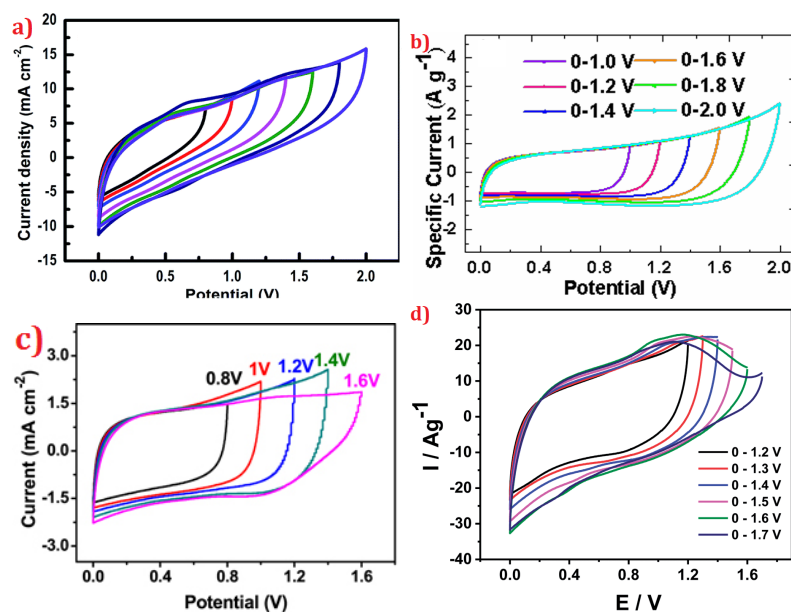 a)
Current density (mA cm-2)
20
15
10
5
0
-5
-10
-15
0.0 0.5 1.0 1.5 2.0
Potential (V)
b)
Specific Current (A g-1)
4
3
2
1
0
-1
-2
0-1.0 V 0-1.6 V
0-1.2 V 0-1.8 V
0-1.4 V 0-2.0 V
0.0 0.4 0.8 1.2 1.6 2.0
Potential (V)
c)
Current (mA cm-2)
3.0
1.5
0.0
-1.5
-3.0
0.8V 1V 1.2V 1.4V 1.6V
0.0 0.4 0.8 1.2 1.6
Potential (V)
d)
I / Ag-1
30
20
10
0
-10
-20
-30
-40
0 - 1.2 V
0 - 1.3 V
0 - 1.4 V
0 - 1.5 V
0 - 1.6 V
0 - 1.7 V
0.0 0.4 0.8 1.2 1.6
E / V